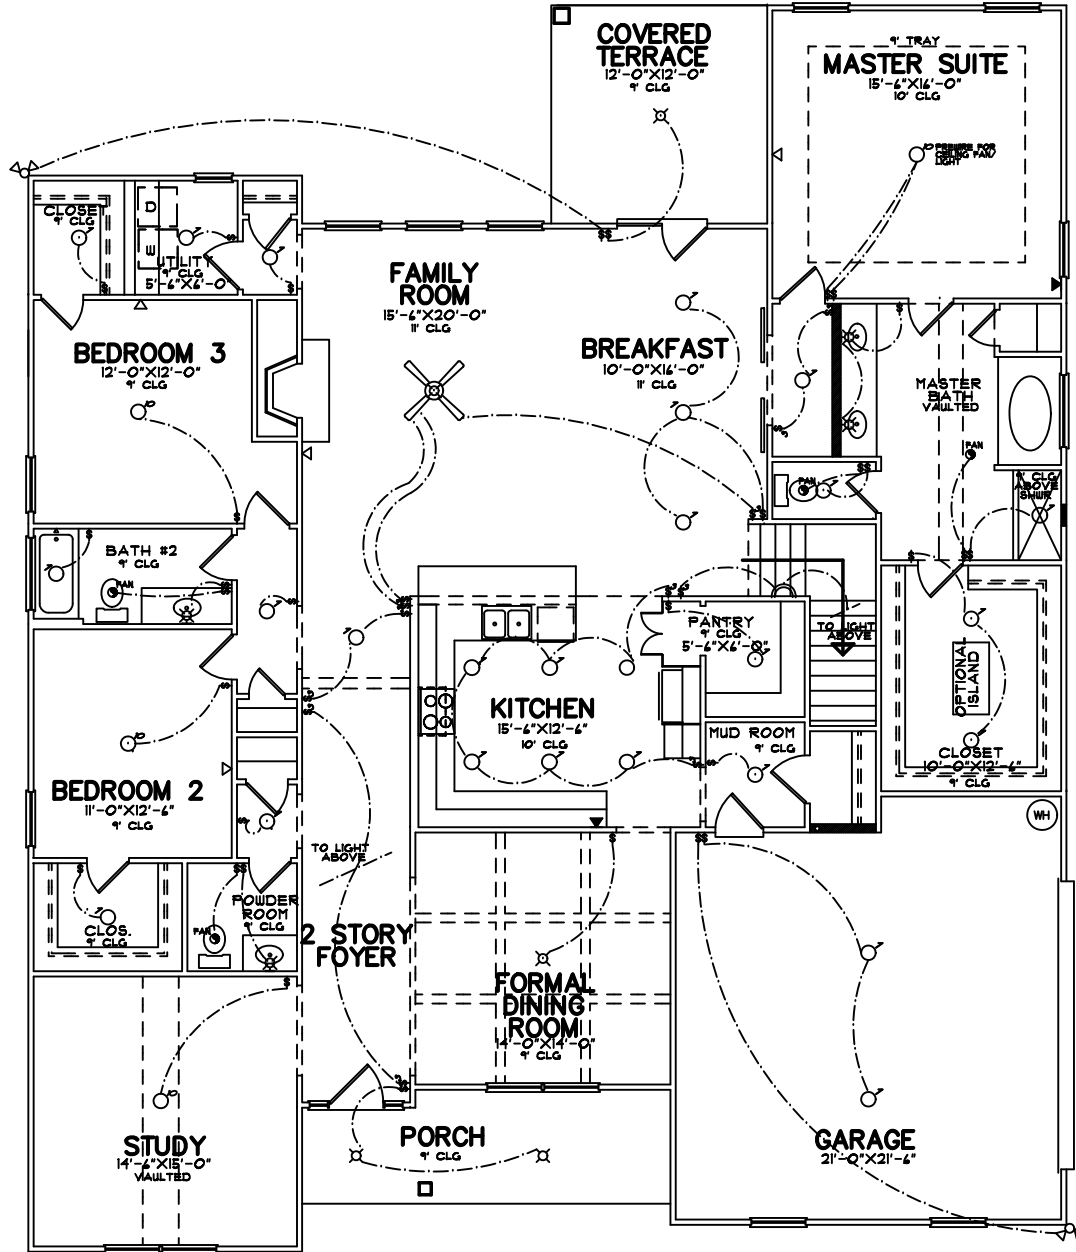 COVERED
TERRACE
12'-0"X12'-0"
9' CLG
9' TRAY
MASTER SUITE
15'-6"X16'-0"
10' CLG
PREWIRE FOR
CEILING FAN/
LIGHT
CLOSET
9' CLG
D
UTILITY
9' CLG
5'-6"X6'-0"
FAMILY
ROOM
15'-6"X20'-0"
11' CLG
BREAKFAST
10'-0"X16'-0"
11' CLG
BEDROOM 3
12'-0"X12'-0"
9' CLG
MASTER
BATH
VAULTED
FAN
FAN
9' CLG
ABOVE
SHWR
BATH #2
9' CLG
FAN
PANTRY
9' CLG
5'-6"X6'-0"
TO LIGHT
ABOVE
OPTIONAL
ISLAND
KITCHEN
15'-6"X12'-6"
10' CLG
MUD ROOM
9' CLG
CLOSET
10'-0"X12'-6"
9' CLG
BEDROOM 2
11'-0"X12'-6"
9' CLG
WH
TO LIGHT
ABOVE
POWDER
ROOM
9' CLG
FAN
CLOS.
9' CLG
2 STORY
FOYER
FORMAL
DINING
ROOM
14'-0"X14'-0"
9' CLG
STUDY
14'-6"X15'-0"
VAULTED
PORCH
9' CLG
GARAGE
21'-0"X21'-6"